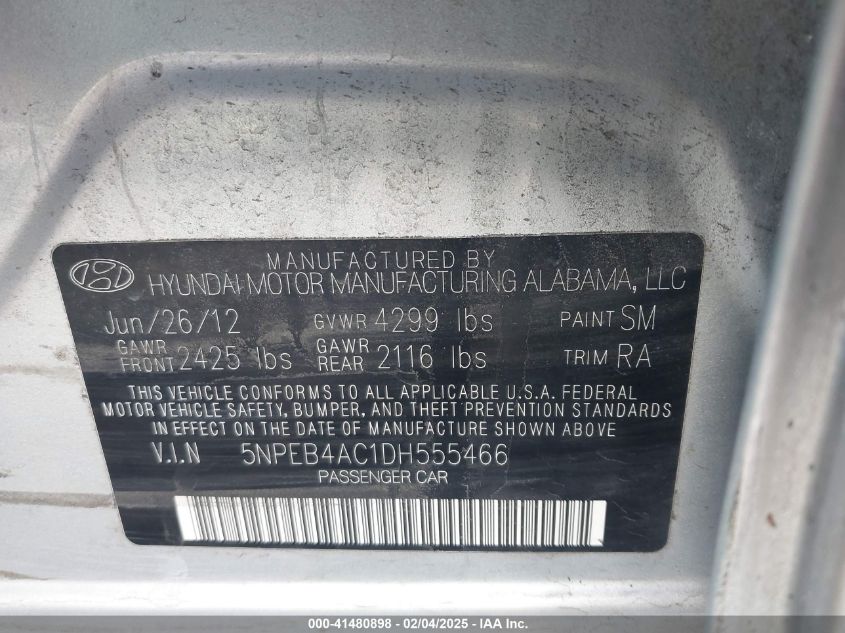 MANUFACTURED BY
HYUNDAI MOTOR MANUFACTURING ALABAMA, LLC
Jun/26/12 GVWR 4299 lbs PAINT SM
GAWR FRONT 2425 lbs GAWR REAR 2116 lbs TRIM RA
THIS VEHICLE CONFORMS TO ALL APPLICABLE U.S.A. FEDERAL
MOTOR VEHICLE SAFETY, BUMPER, AND THEFT PREVENTION STANDARDS
IN EFFECT ON THE DATE OF MANUFACTURE SHOWN ABOVE
V.I.N 5NPEB4AC1DH555466
PASSENGER CAR
000-41480898 - 02/04/2025 - IAA Inc.